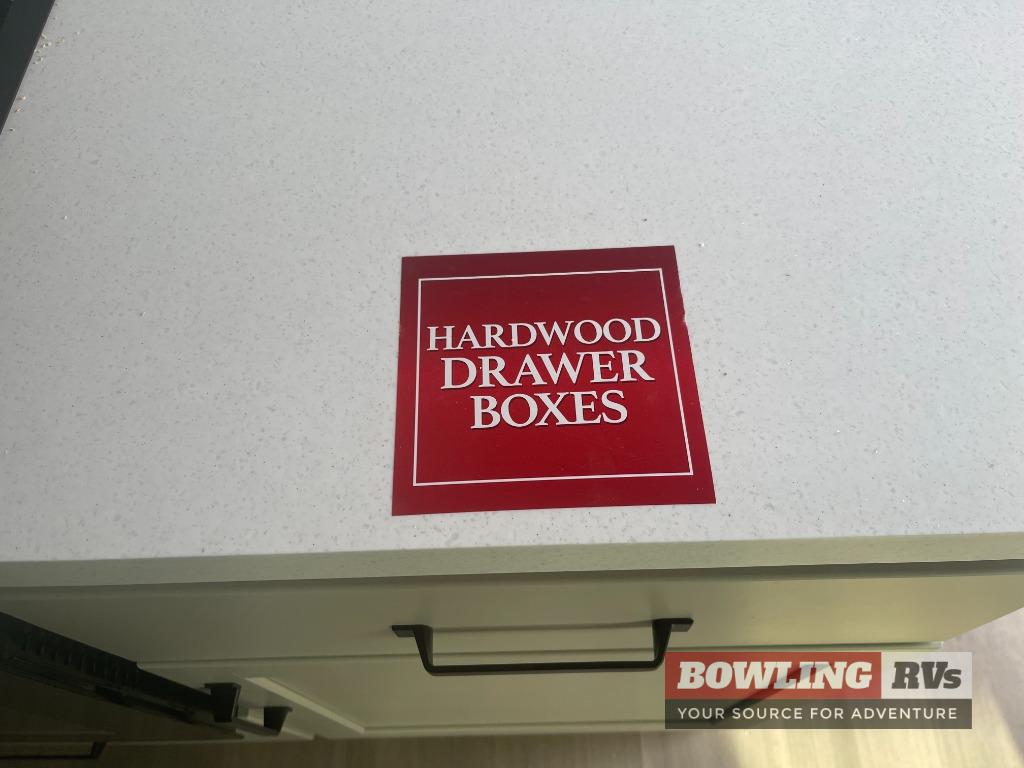 HARDWOOD
DRAWER
BOXES
BOWLING RVs
YOUR SOURCE FOR ADVENTURE